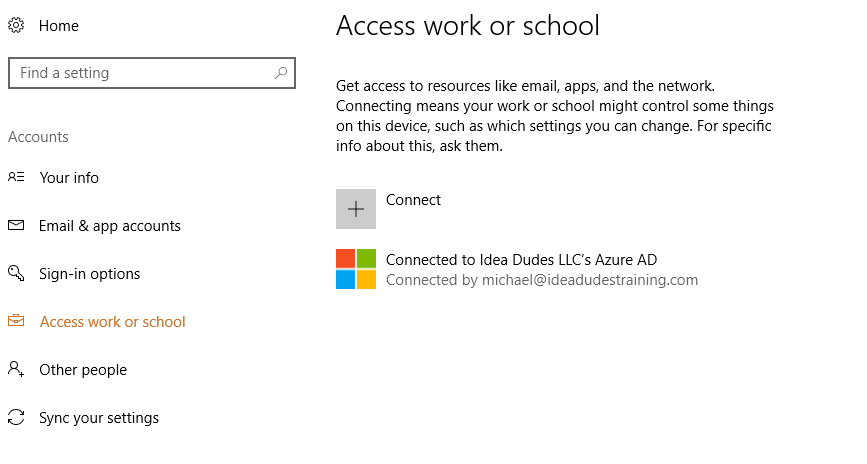 Home
Find a setting
Accounts
Your info
Email & app accounts
Sign-in options
Access work or school
Other people
Sync your settings
Access work or school
Get access to resources like email, apps, and the network.
Connecting means your work or school might control some things
on this device, such as which settings you can change. For specific
info about this, ask them.
Connect
Connected to Idea Dudes LLC’s Azure AD
Connected by michael@ideadudestraining.com